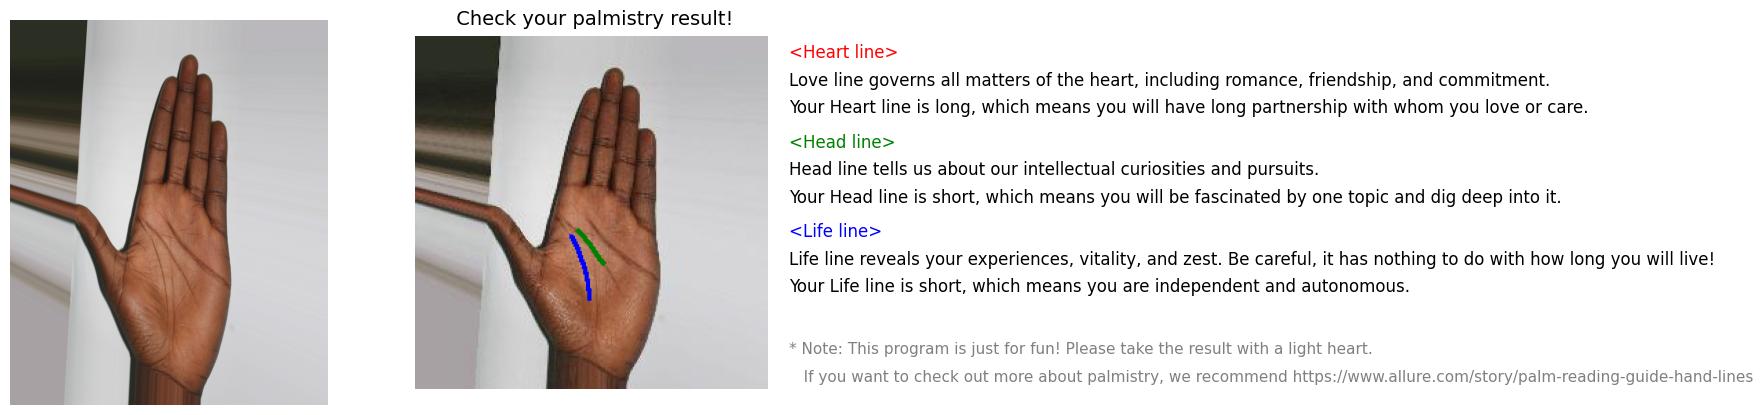 Check your palmistry result!
<Heart line>
Love line governs all matters of the heart, including romance, friendship, and commitment.
Your Heart line is long, which means you will have long partnership with whom you love or care.
<Head line>
Head line tells us about our intellectual curiosities and pursuits.
Your Head line is short, which means you will be fascinated by one topic and dig deep into it.
<Life line>
Life line reveals your experiences, vitality, and zest. Be careful, it has nothing to do with how long you will live!
Your Life line is short, which means you are independent and autonomous.
* Note: This program is just for fun! Please take the result with a light heart.
If you want to check out more about palmistry, we recommend https://www.allure.com/story/palm-reading-guide-hand-lines